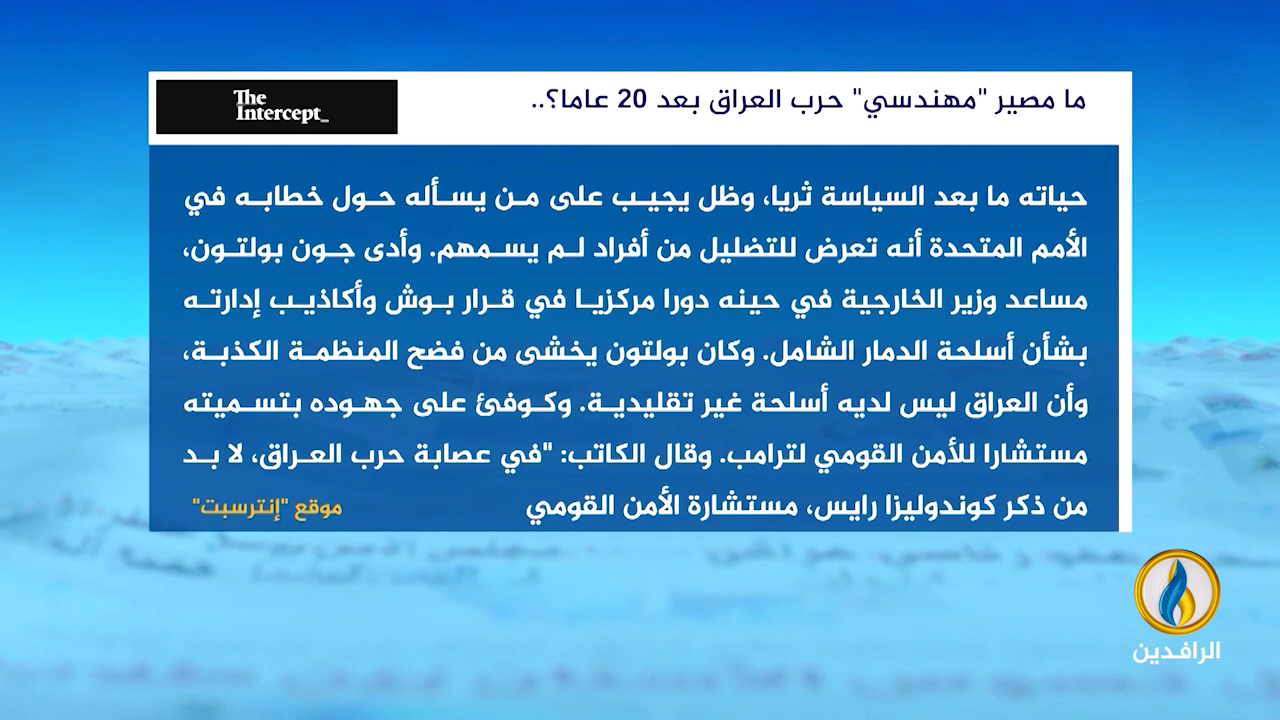 The
Intercept_
ما مصير "مهندسي" حرب العراق بعد 20 عاما؟..
حياته ما بعد السياسة ثريا، وظل يجيب على من يسأله حول خطابه في
الأمم المتحدة أنه تعرض للتضليل من أفراد لم يسمهم. وأدى جون بولتون،
مساعد وزير الخارجية في حينه دورا مركزيا في قرار بوش وأكاذيب إدارته
بشأن أسلحة الدمار الشامل. وكان بولتون يخشى من فضح المنظمة الكذبة،
وأن العراق ليس لديه أسلحة غير تقليدية. وكوفئ على جهوده بتسميته
مستشارا للأمن القومي لترامب. وقال الكاتب: "في عصابة حرب العراق، لا بد
من ذكر كوندوليزا رايس، مستشارة الأمن القومي
موقع "إنترسبت"
الرافدين